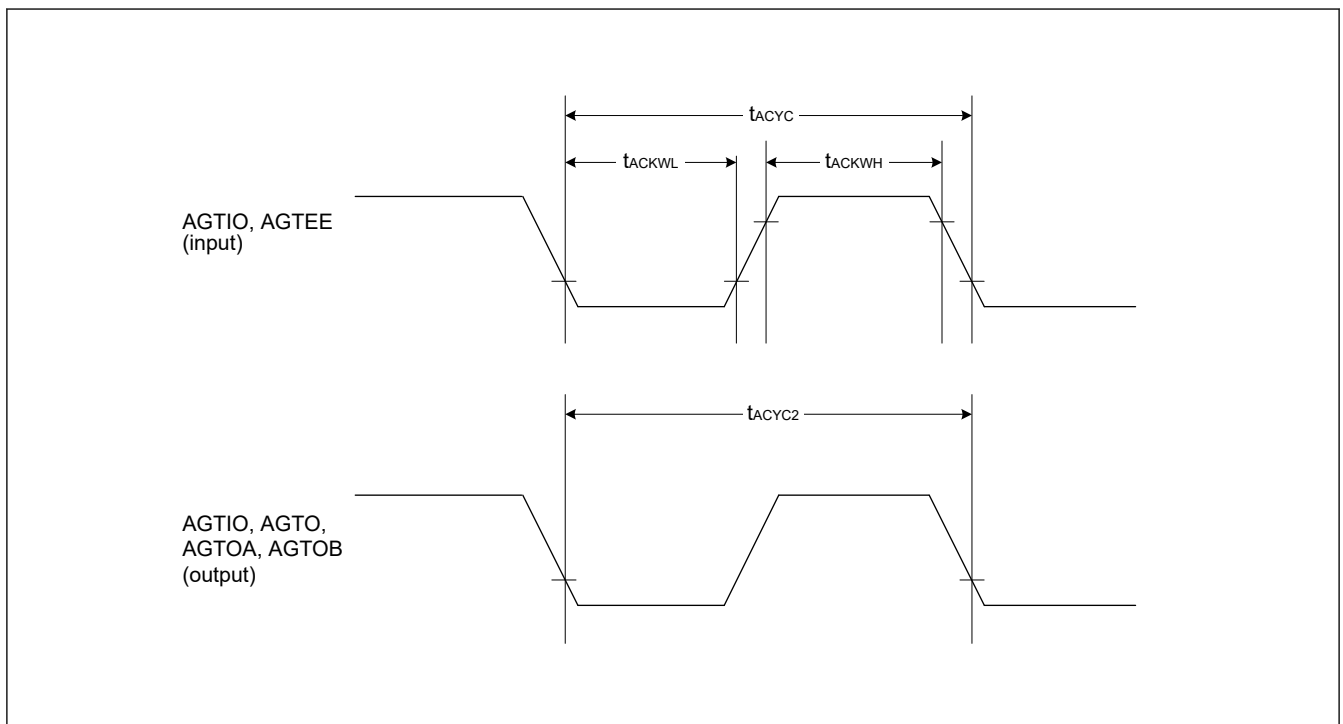 tACYC
tACKWL
tACKWH
AGTIO, AGTEE
(input)
tACYC2
AGTIO, AGTO,
AGTOA, AGTOB
(output)